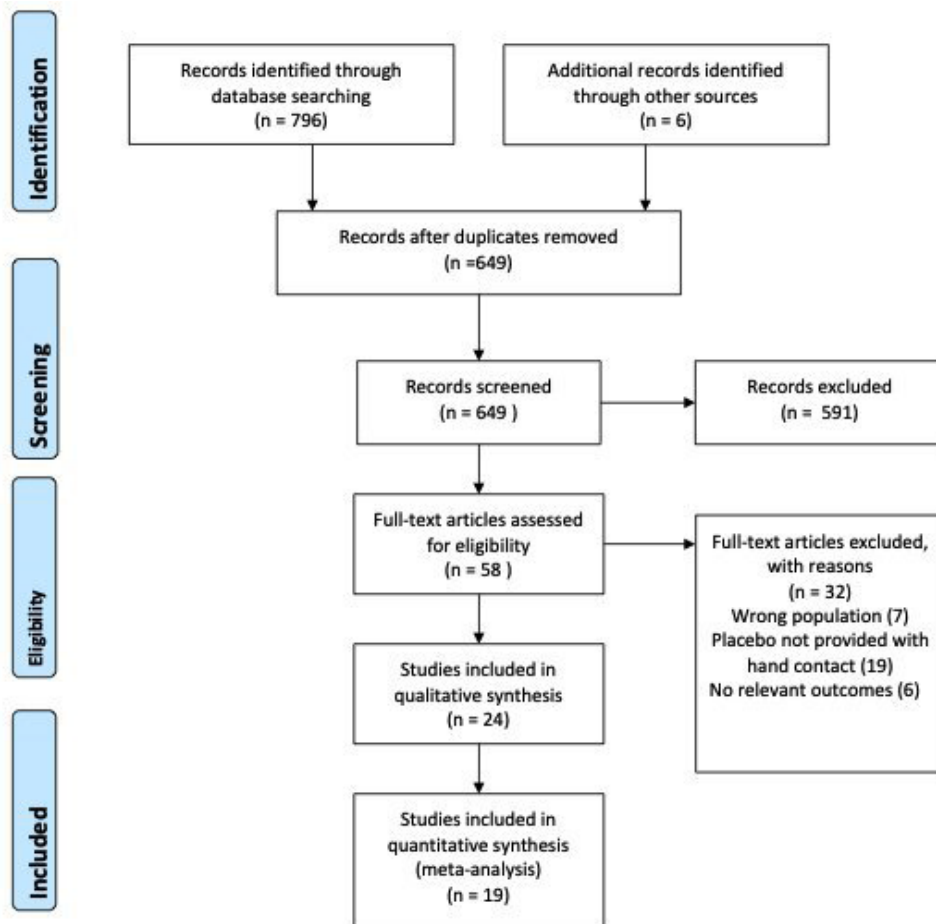 Identification
Records identified through
database searching
(n = 796)
Additional records identified
through other sources
(n = 6)
Records after duplicates removed
(n =649)
Screening
Records screened
(n = 649 )
Records excluded
(n =  591)
Eligibility
Full-text articles assessed
for eligibility
(n = 58 )
Full-text articles excluded,
with reasons
(n = 32)
Wrong population (7)
Placebo not provided with
hand contact (19)
No relevant outcomes (6)
Studies included in
qualitative synthesis
(n = 24)
Included
Studies included in
quantitative synthesis
(meta-analysis)
(n = 19)